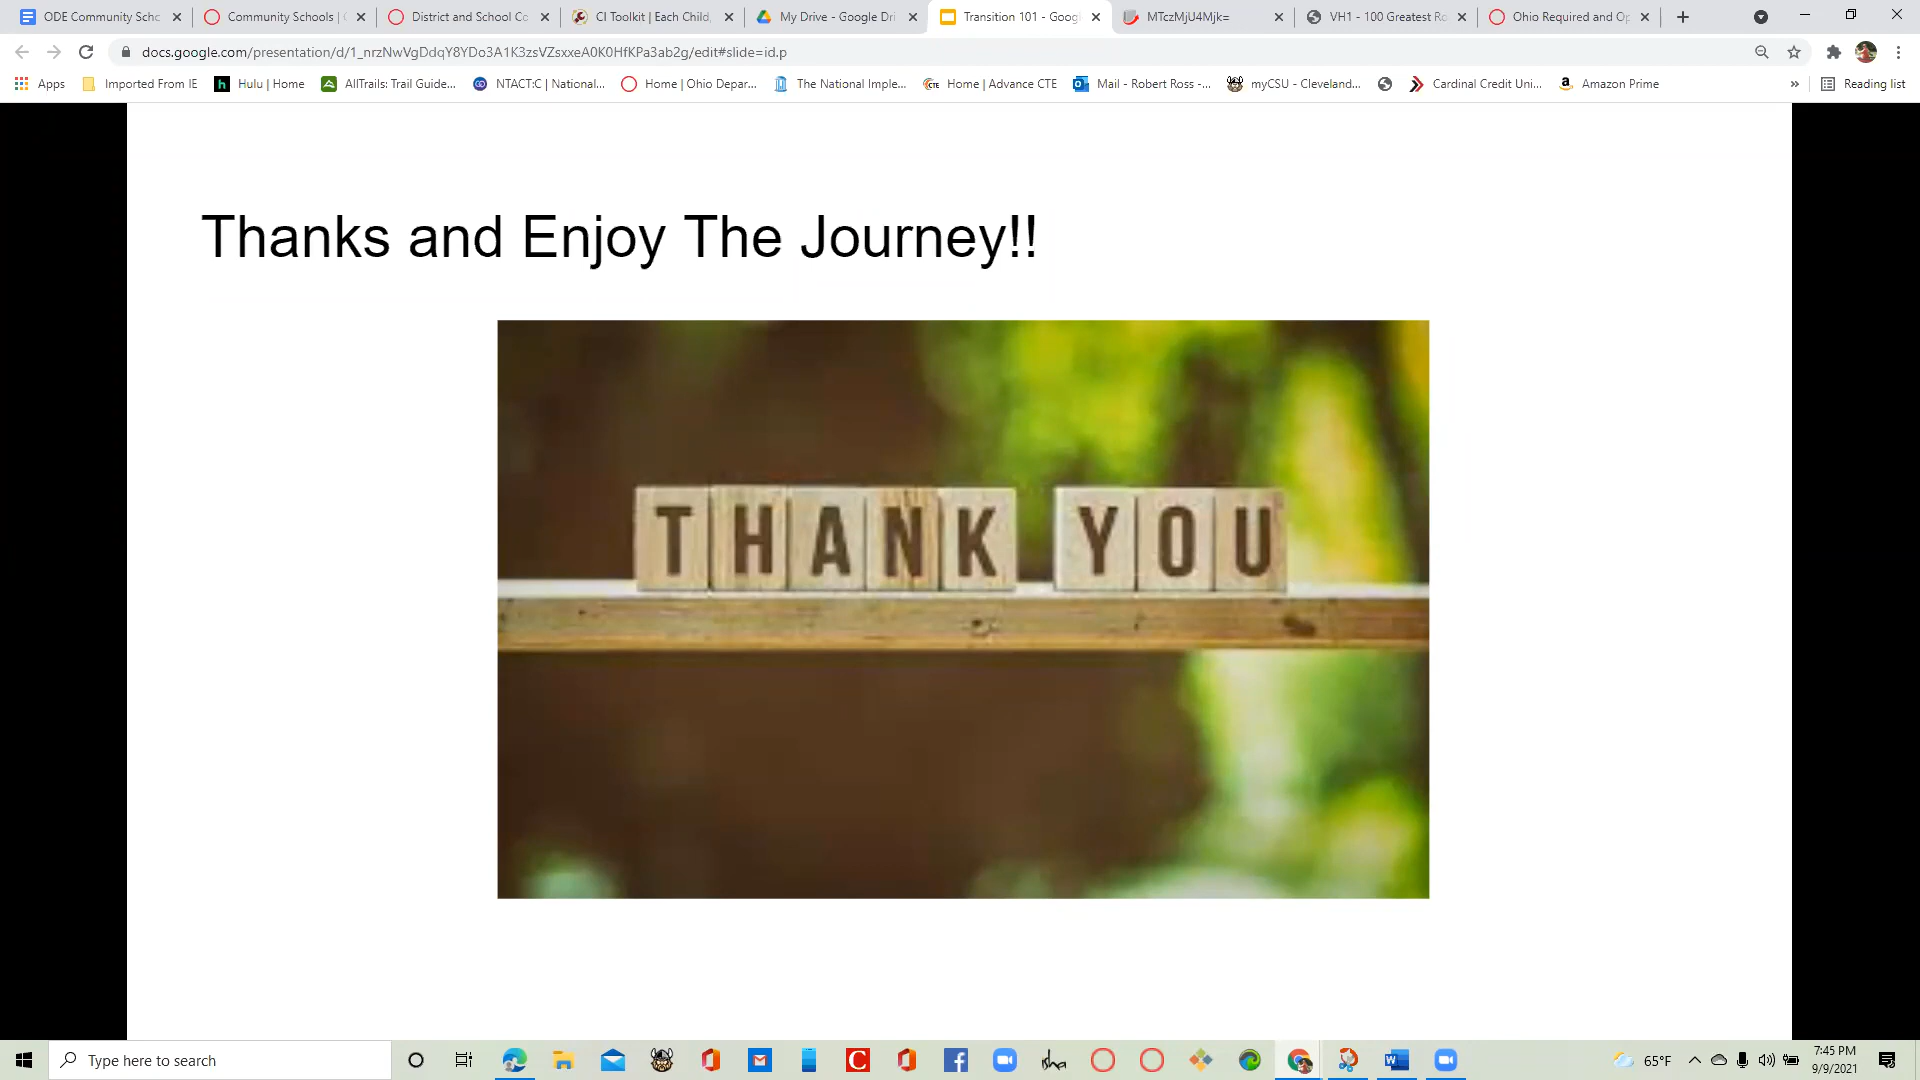 ODE Community Scho
Community Schools |
District and School Co
CI Toolkit | Each Child,
My Drive - Google Dri
Transition 101 - Googl
MTczMjU4Mjk=
VH1 - 100 Greatest Ro
Ohio Required and Op
docs.google.com/presentation/d/1_nrzNwVgDdqY8YDo3A1K3zsVZsxxeA0K0HfKPa3ab2g/edit#slide=id.p
Apps
Imported From IE
Hulu | Home
AllTrails: Trail Guide...
NTACT:C | National...
Home | Ohio Depar...
The National Imple...
Home | Advance CTE
Mail - Robert Ross -...
myCSU - Cleveland...
Cardinal Credit Uni...
Amazon Prime
»
Reading list
Thanks and Enjoy The Journey!!
THANK YOU
Type here to search
65°F
7:45 PM
9/9/2021